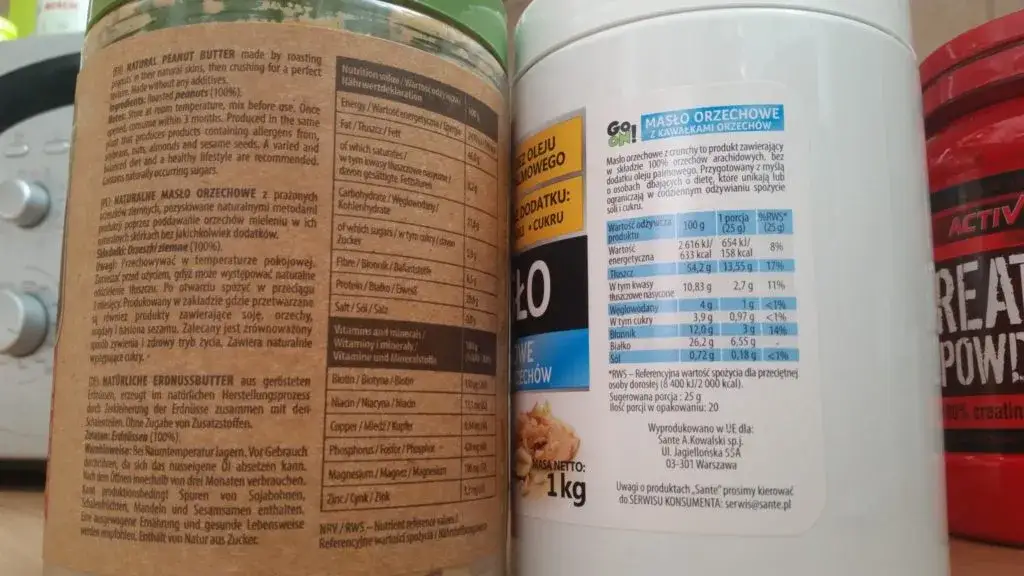 (EN) NATURAL PEANUT BUTTER made by roasting
peanuts in their natural skins, then crushing for a perfect
Made without any additives.
Ingredients: Roasted peanuts (100%).
Notes: Store at room temperature, mix before use. Once
opened, consume within 3 months. Produced in the same
plant that produces products containing allergens from,
soybeans, nuts, almonds and sesame seeds. A varied and
balanced diet and a healthy lifestyle are recommended.
Contains naturally occurring sugars.
(PL) NATURALNE MASŁO ORZECHOWE z prażonych
orzeszków ziemnych, pozyskiwane naturalnymi metodami
produkcji poprzez poddawanie orzechów mieleniu w ich
naturalnych skórkach bez jakichkolwiek dodatków.
Składniki: Orzeszki ziemne (100%).
Uwagi: Przechowywać w temperaturze pokojowej.
Zamieszać przed użyciem, gdyż może występować naturalne
oddzielenie tłuszczu. Po otwarciu spożyć w przeciągu
3 miesięcy. Produkowany w zakładzie gdzie przetwarzane
są również produkty zawierające soje, orzechy,
migdały i nasiona sezamu. Zalecany jest zrównoważony
sposób żywienia i zdrowy tryb życia. Zawiera naturalnie
występujące cukry.
(DE) NATÜRLICHE ERDNUSSBUTTER aus gerösteten
Erdnüssen, erzeugt im natürlichen Herstellungsprozess
durch Zerkleinerung der Erdnüsse zusammen mit den
Schalenteilen. Ohne Zugabe von Zusatzstoffen.
Zutaten: Erdnüssen (100%).
Warnhinweise: Bei Raumtemperatur lagern. Vor Gebrauch
durchrühren, da sich das nusseigene Öl absetzen kann.
Nach dem Öffnen innerhalb von drei Monaten verbrauchen.
Kann produktionsbedingt Spuren von Sojabohnen,
Schalenfrüchten, Mandeln und Sesamsamen enthalten.
Eine ausgewogene Ernährung und gesunde Lebensweise
werden empfohlen. Enthält von Natur aus Zucker.
Nutrition value / Wartość odżywcza
Nährwertdeklaration
Energy / Wartość energetyczna / Energie
Fat / Tłuszcz / Fett
of which saturates /
w tym kwasy tłuszczowe nasycone /
davon gesättigte Fettsäuren
Carbohydrate / Węglowodany /
Kohlenhydrate
of which sugars / w tym cukry / davon
Zucker
Fibre / Błonnik / Ballaststoffe
Protein / Białko / Eiweiß
Salt / Sól / Salz
Vitamins and minerals /
Witaminy i minerały /
Vitamine und Mineralstoffe
Biotin / Biotyna / Biotin
Niacin / Niacyna / Niacin
Copper / Miedź / Kupfer
Phosphorus / Fosfor / Phosphor
Magnesium / Magnez / Magnesium
Zinc / Cynk / Zink
NRV / RWS – Nutrient reference values /
Referencyjne wartości spożycia /
OLEJU
DODATKU:
CUKRU
ŁO
MASA NETTO:
1kg
Go On!
MASŁO ORZECHOWE
Z KAWAŁKAMI ORZECHÓW
Masło orzechowe z crunchy to produkt zawierający
w składzie 100% orzechów arachidowych, bez
dodatku oleju palmowego. Przygotowany z myślą
o osobach dbających o dietę, które unikają lub
ograniczają w codziennym odżywianiu spożycie
soli i cukru.
Wartość odżywcza produktu 100 g 1 porcja (25 g) %RWS* (25 g)
Wartość energetyczna 2 616 kJ/ 633 kcal 654 kJ/ 158 kcal 8%
Tłuszcz 54,2 g 13,55 g 17%
W tym kwasy tłuszczowe nasycone 10,83 g 2,7 g 11%
Węglowodany 4 g 1 g <1%
W tym cukry 3,9 g 0,97 g <1%
Błonnik 12,0 g 3 g 14%
Białko 26,2 g 6,55 g -
Sól 0,72 g 0,18 g <1%
*RWS – Referencyjna wartość spożycia dla przeciętnej
osoby dorosłej (8 400 kJ/2 000 kcal).
Sugerowana porcja : 25 g
Ilość porcji w opakowaniu: 20
Wyprodukowano w UE dla:
Sante A.Kowalski sp.j.
Ul. Jagiellońska 55A
03-301 Warszawa
Uwagi o produktach „Sante” prosimy kierować
do SERWISU KONSUMENTA: serwis@sante.pl
ACTIV
REAT
POWD
creatin